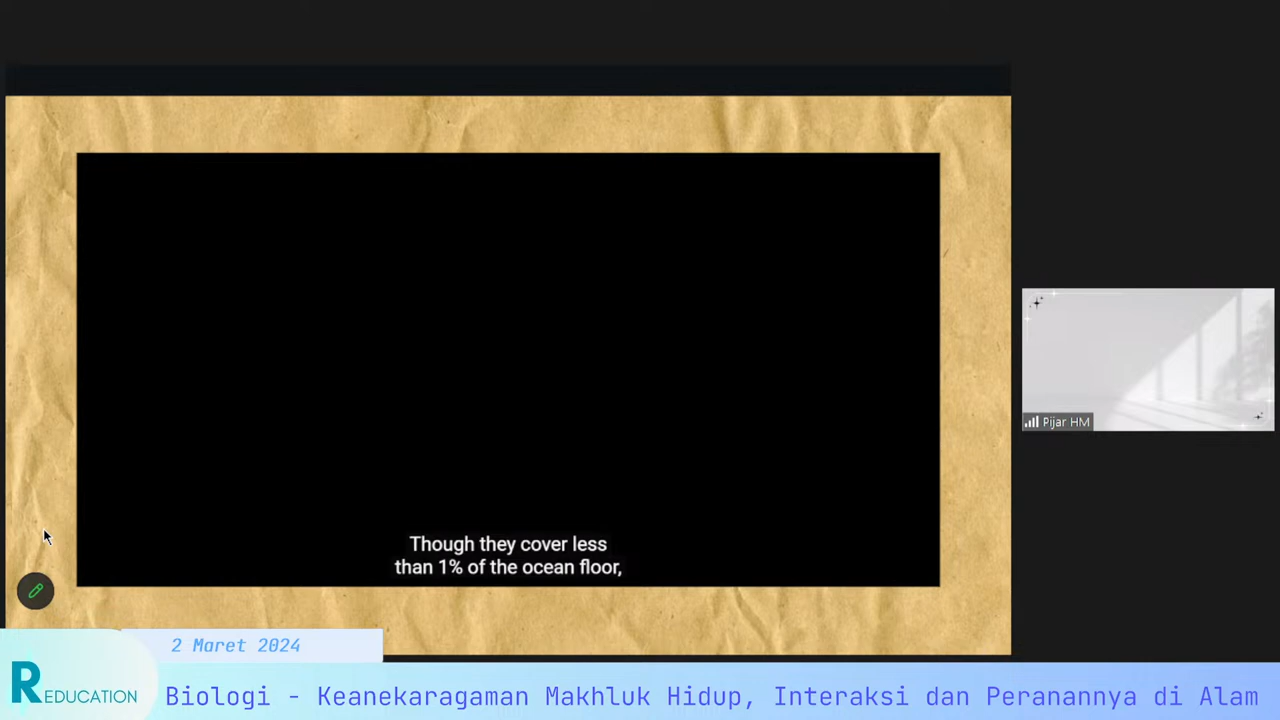 Though they cover less
than 1% of the ocean floor,
Pijar HM
2 Maret 2024
REDUCATION
Biologi - Keanekaragaman Makhluk Hidup, Interaksi dan Peranannya di Alam